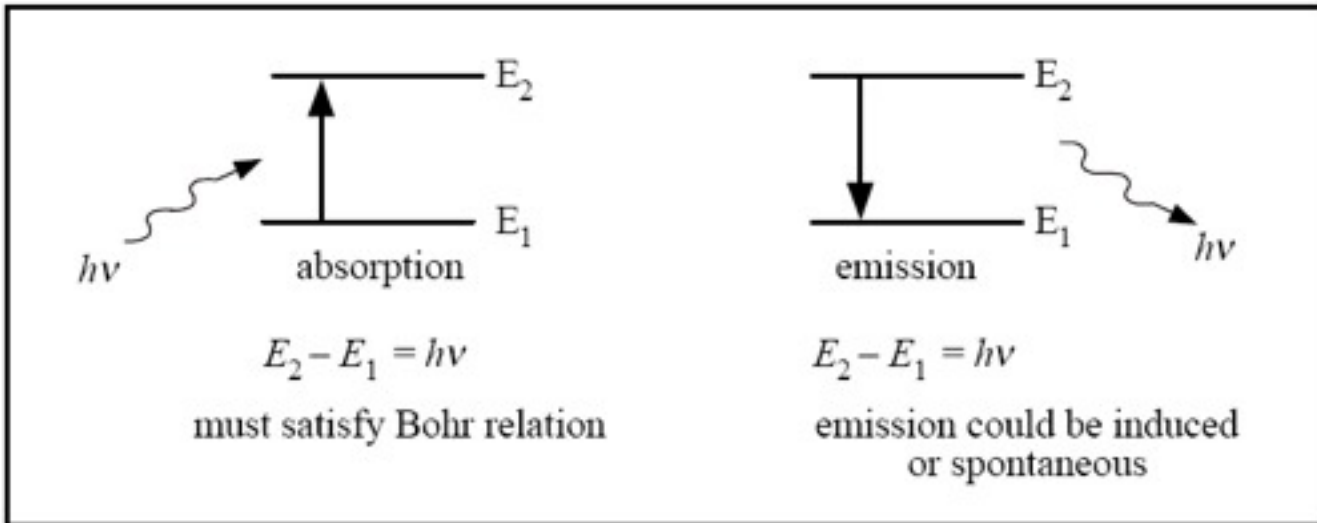 E₂
E₁
hν
absorption
E₂ – E₁ = hν
must satisfy Bohr relation
E₂
E₁
hν
emission
E₂ – E₁ = hν
emission could be induced
or spontaneous